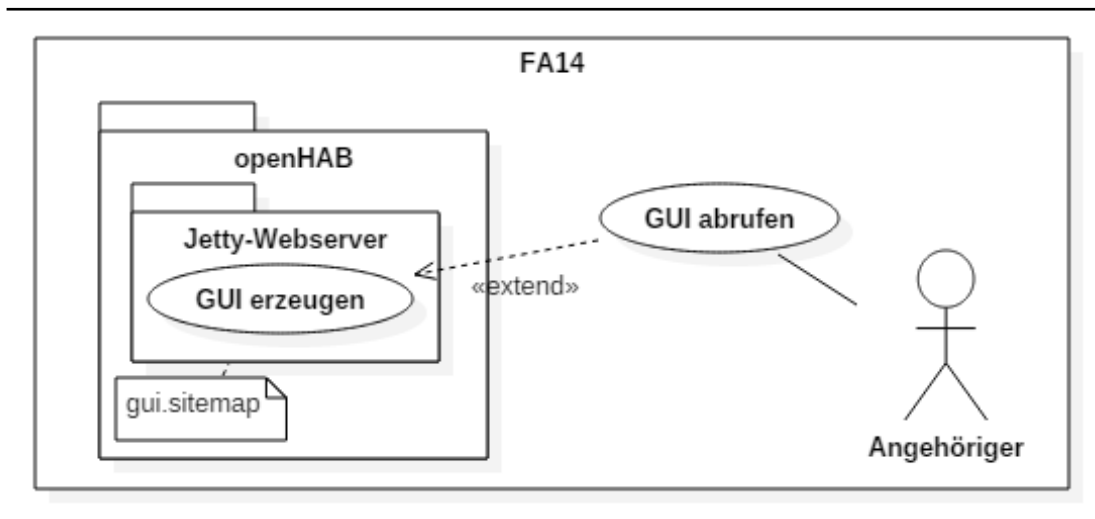 FA14
openHAB
Jetty-Webserver
GUI erzeugen
gui.sitemap
«extend»
GUI abrufen
Angehöriger